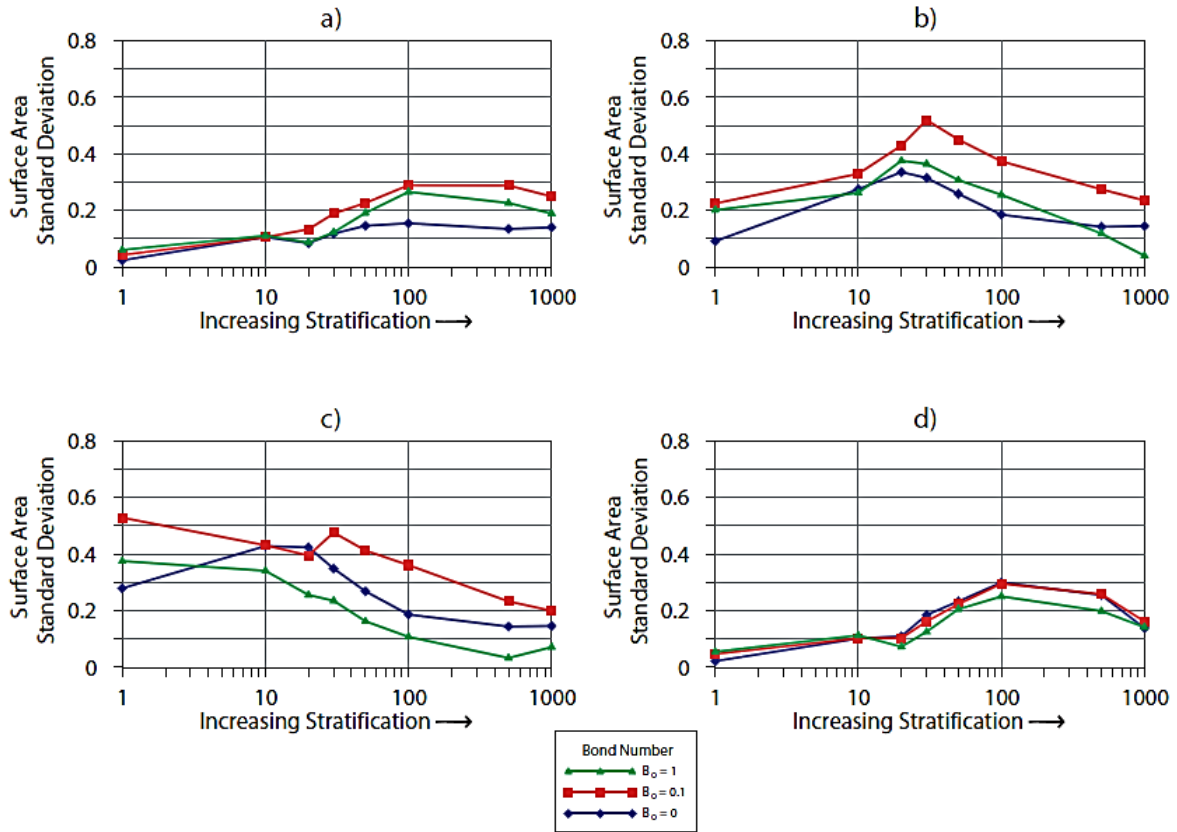 a)
0.8
0.6
0.4
0.2
0
Surface Area
Standard Deviation
1 10 100 1000
Increasing Stratification →
b)
0.8
0.6
0.4
0.2
0
Surface Area
Standard Deviation
1 10 100 1000
Increasing Stratification →
c)
0.8
0.6
0.4
0.2
0
Surface Area
Standard Deviation
1 10 100 1000
Increasing Stratification →
d)
0.8
0.6
0.4
0.2
0
Surface Area
Standard Deviation
1 10 100 1000
Increasing Stratification →
Bond Number
B₀ = 1
B₀ = 0.1
B₀ = 0